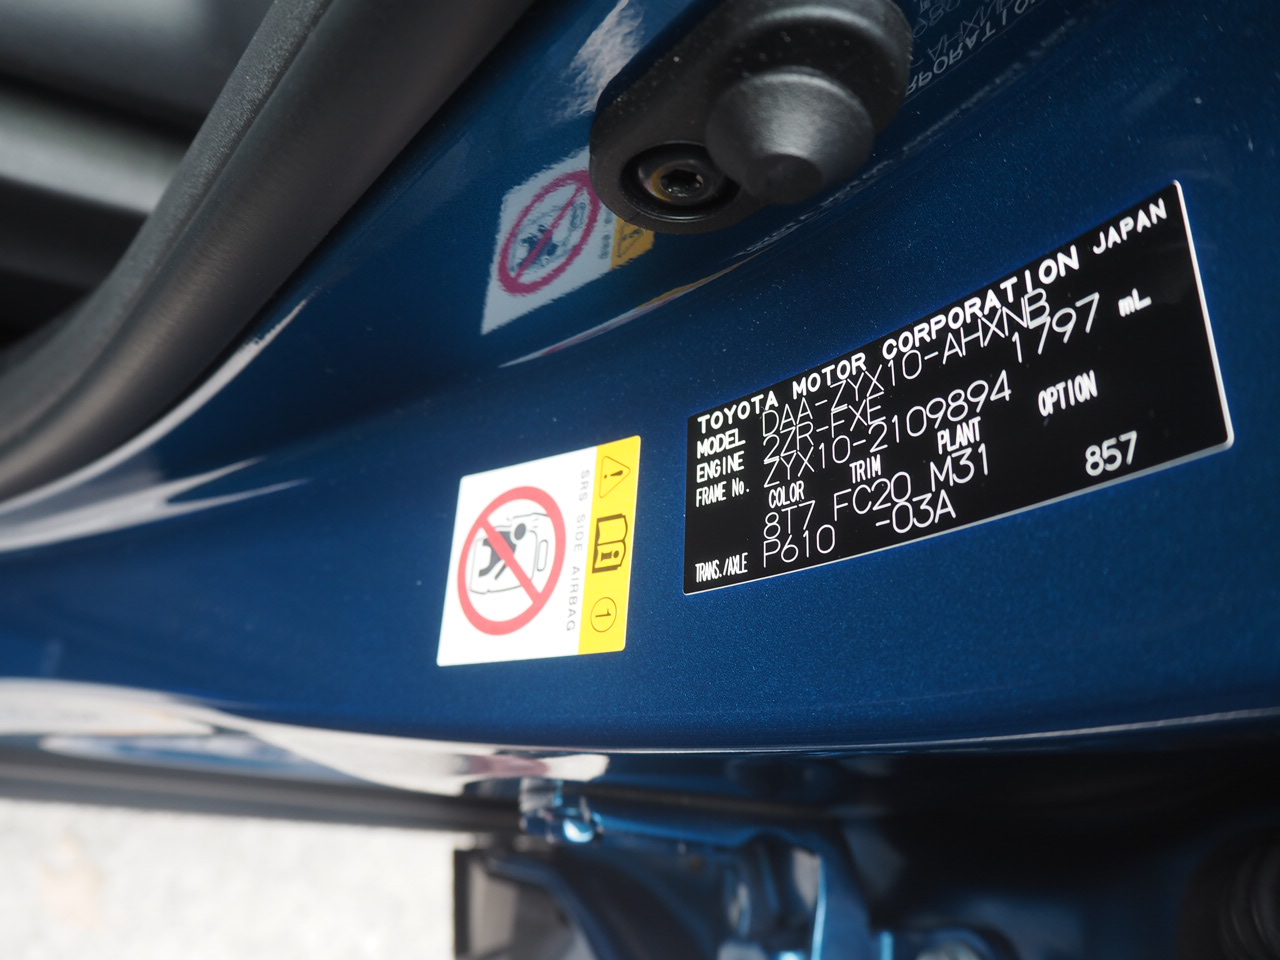 TOYOTA MOTOR CORPORATION JAPAN
MODEL DAA-ZYX10-AHXNB
ENGINE 2ZR-FXE 1797 mL
FRAME No. ZYX10-2109894
COLOR TRIM PLANT OPTION
8T7 FC20 M31
TRANS./AXLE P610 -03A 857
SRS SIDE AIRBAG
1